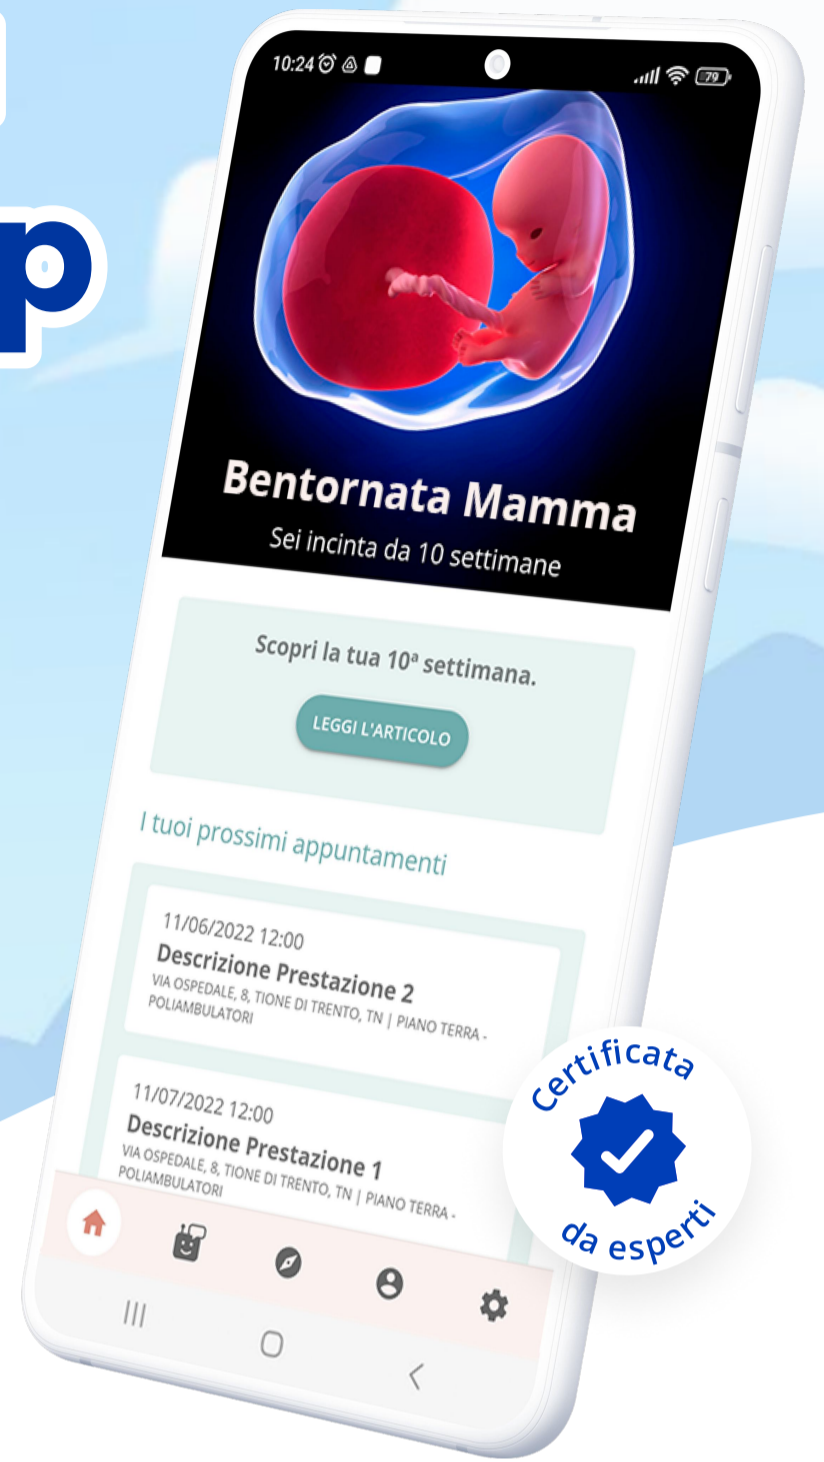 p
10:24
79
Bentornata Mamma
Sei incinta da 10 settimane
Scopri la tua 10ª settimana.
LEGGI L'ARTICOLO
I tuoi prossimi appuntamenti
11/06/2022 12:00
Descrizione Prestazione 2
VIA OSPEDALE, 8, TIONE DI TRENTO, TN | PIANO TERRA -
POLIAMBULATORI
11/07/2022 12:00
Descrizione Prestazione 1
VIA OSPEDALE, 8, TIONE DI TRENTO, TN | PIANO TERRA -
POLIAMBULATORI
Certificata
da esperti